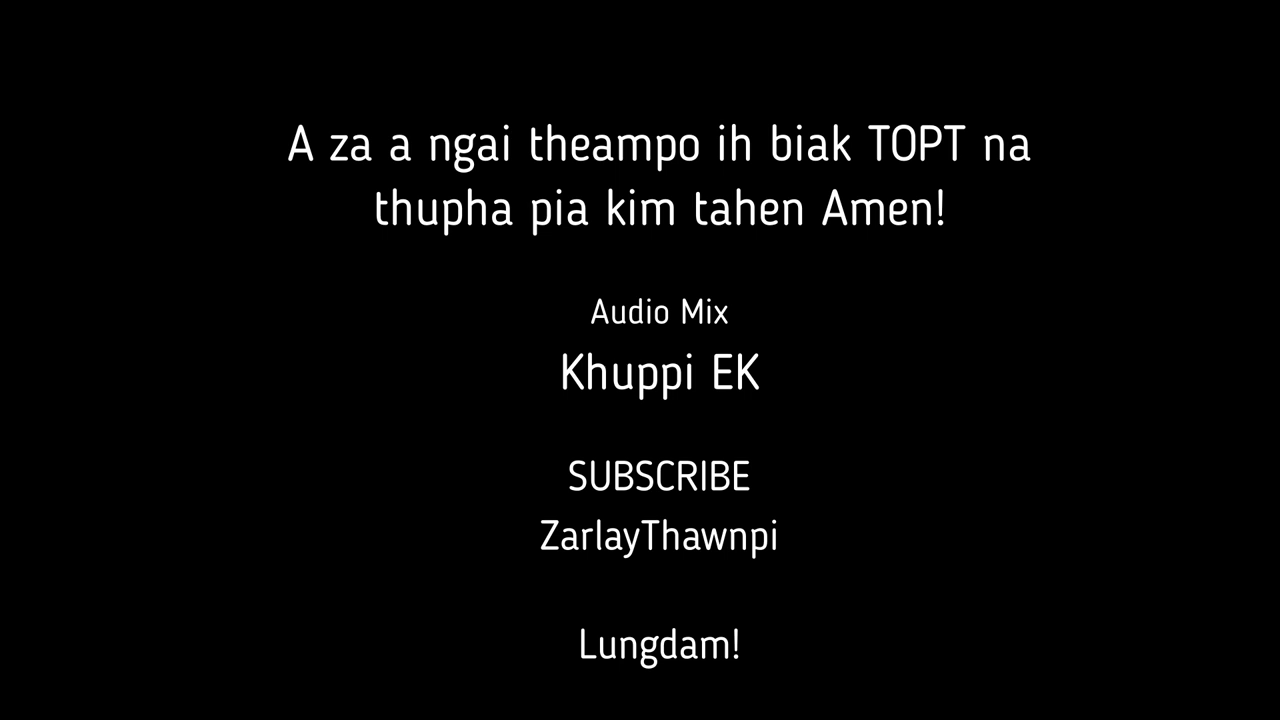 A za a ngai theampo ih biak TOPT na
thupha pia kim tahen Amen!
Audio Mix
Khuppi EK
SUBSCRIBE
ZarlayThawnpi
Lungdam!